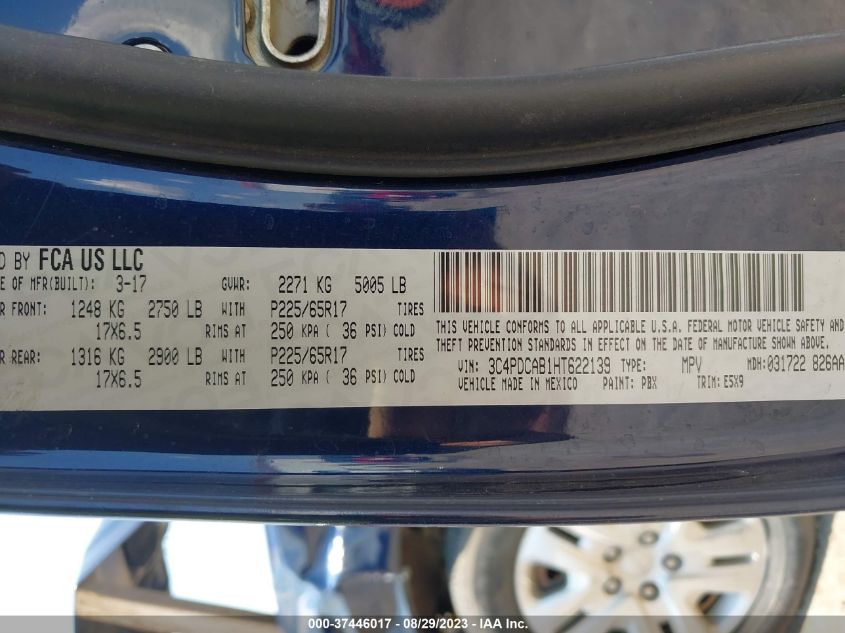 D BY FCA US LLC
E OF MFR(BUILT): 3-17 GVWR: 2271 KG 5005 LB
R FRONT: 1248 KG 2750 LB WITH P225/65R17 TIRES
17X6.5 RIMS AT 250 KPA ( 36 PSI) COLD
R REAR: 1316 KG 2900 LB WITH P225/65R17 TIRES
17X6.5 RIMS AT 250 KPA ( 36 PSI) COLD
THIS VEHICLE CONFORMS TO ALL APPLICABLE U.S.A. FEDERAL MOTOR VEHICLE SAFETY AND
THEFT PREVENTION STANDARDS IN EFFECT ON THE DATE OF MANUFACTURE SHOWN ABOVE.
VIN: 3C4PDCAB1HT622139 TYPE: MPV MDH: 031722 826AA
VEHICLE MADE IN MEXICO PAINT: PBX TRIM: E5X9
000-37446017 - 08/29/2023 - IAA Inc.